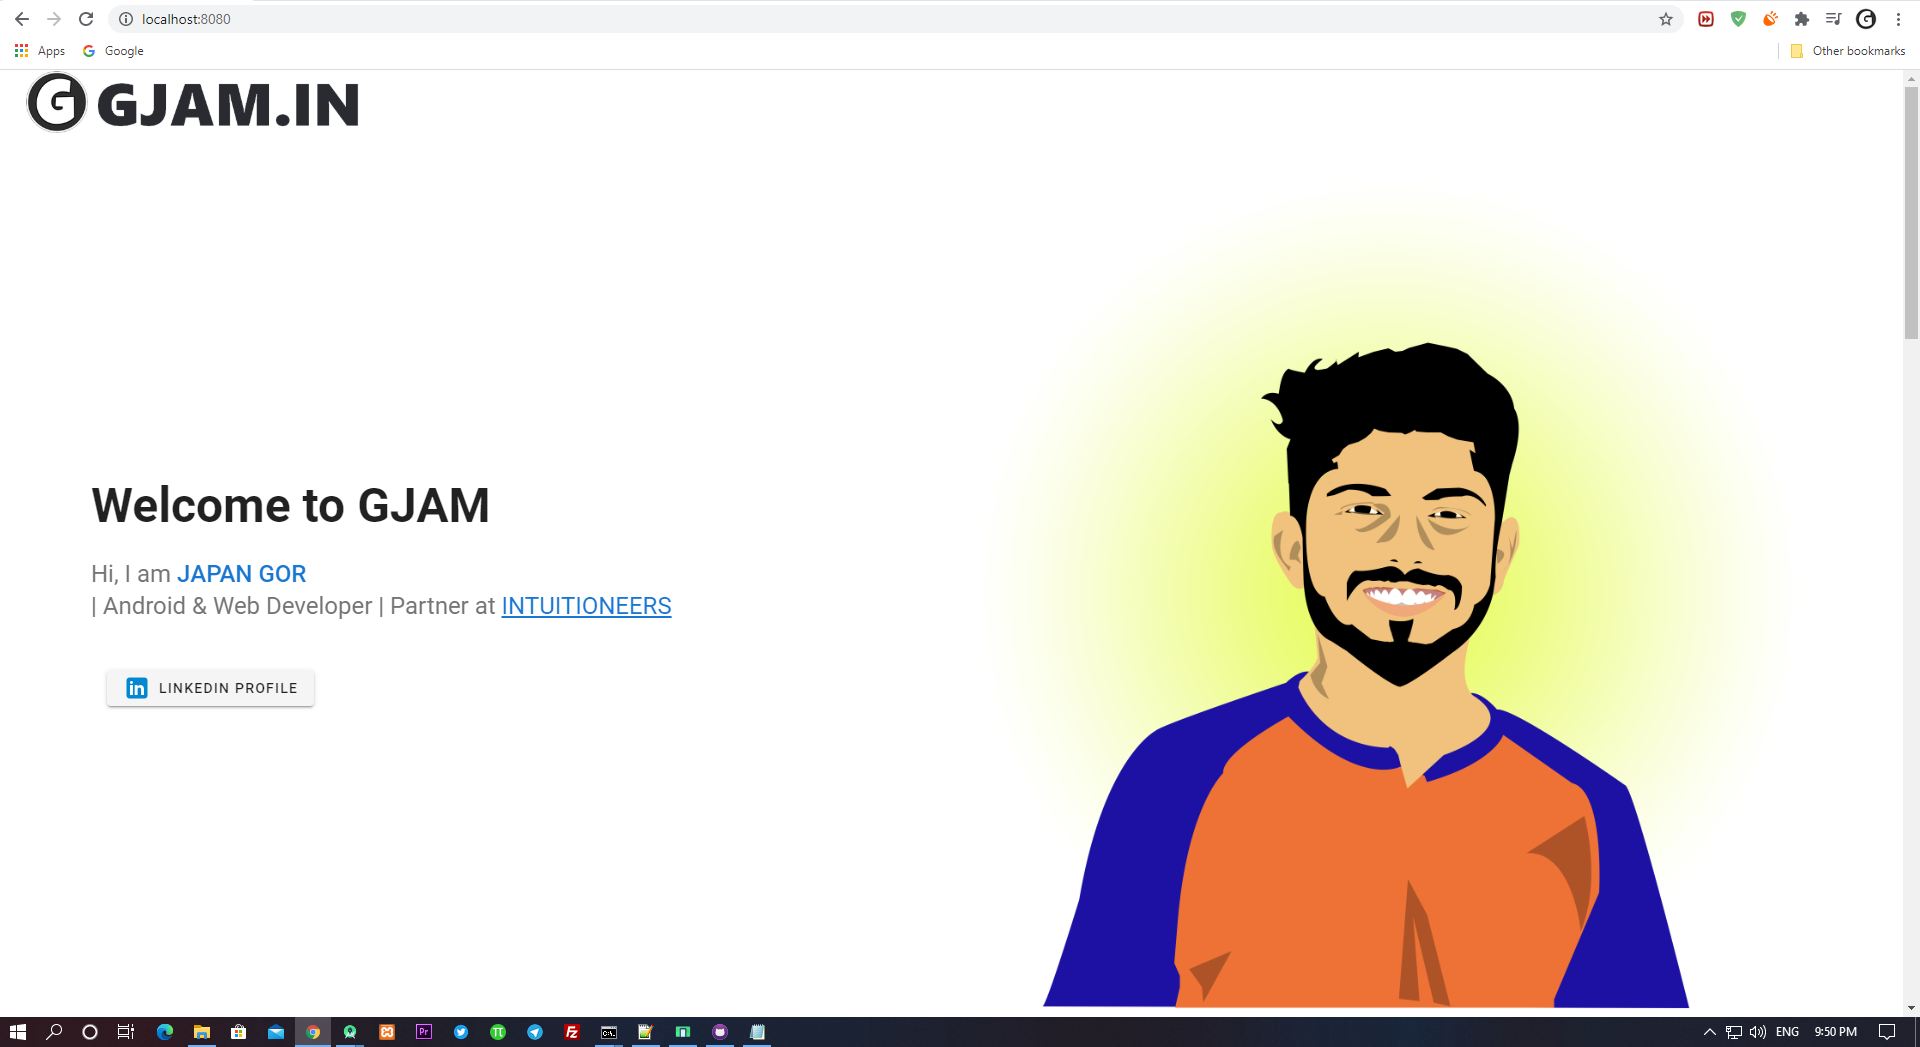 localhost:8080
Apps Google Other bookmarks
G GJAM.IN
Welcome to GJAM
Hi, I am JAPAN GOR
| Android & Web Developer | Partner at INTUITIONEERS
in LINKEDIN PROFILE
ENG 9:50 PM